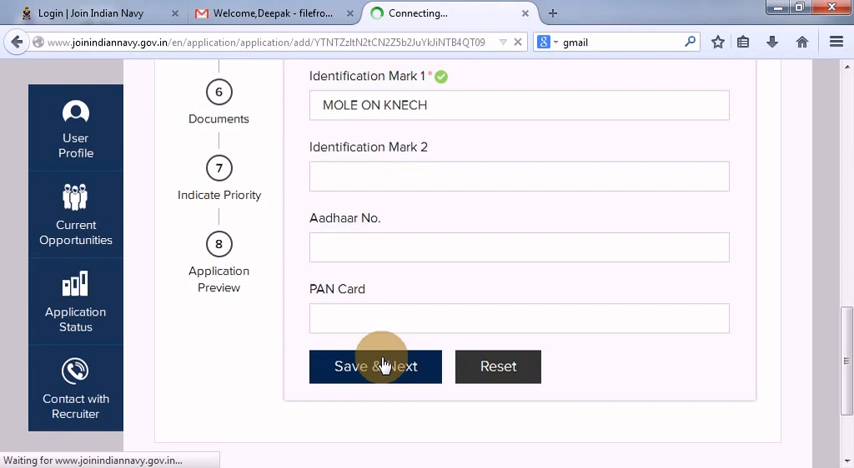 Login | Join Indian Navy
Welcome,Deepak - filefro...
Connecting...
www.joinindiannavy.gov.in/en/application/application/add/
gmail
User
Profile
Current
Opportunities
Application
Status
Contact with
Recruiter
6
Documents
7
Indicate Priority
8
Application
Preview
Identification Mark 1 *
MOLE ON KNECH
Identification Mark 2
Aadhaar No.
PAN Card
Save & Next
Reset
Waiting for www.joinindiannavy.gov.in...